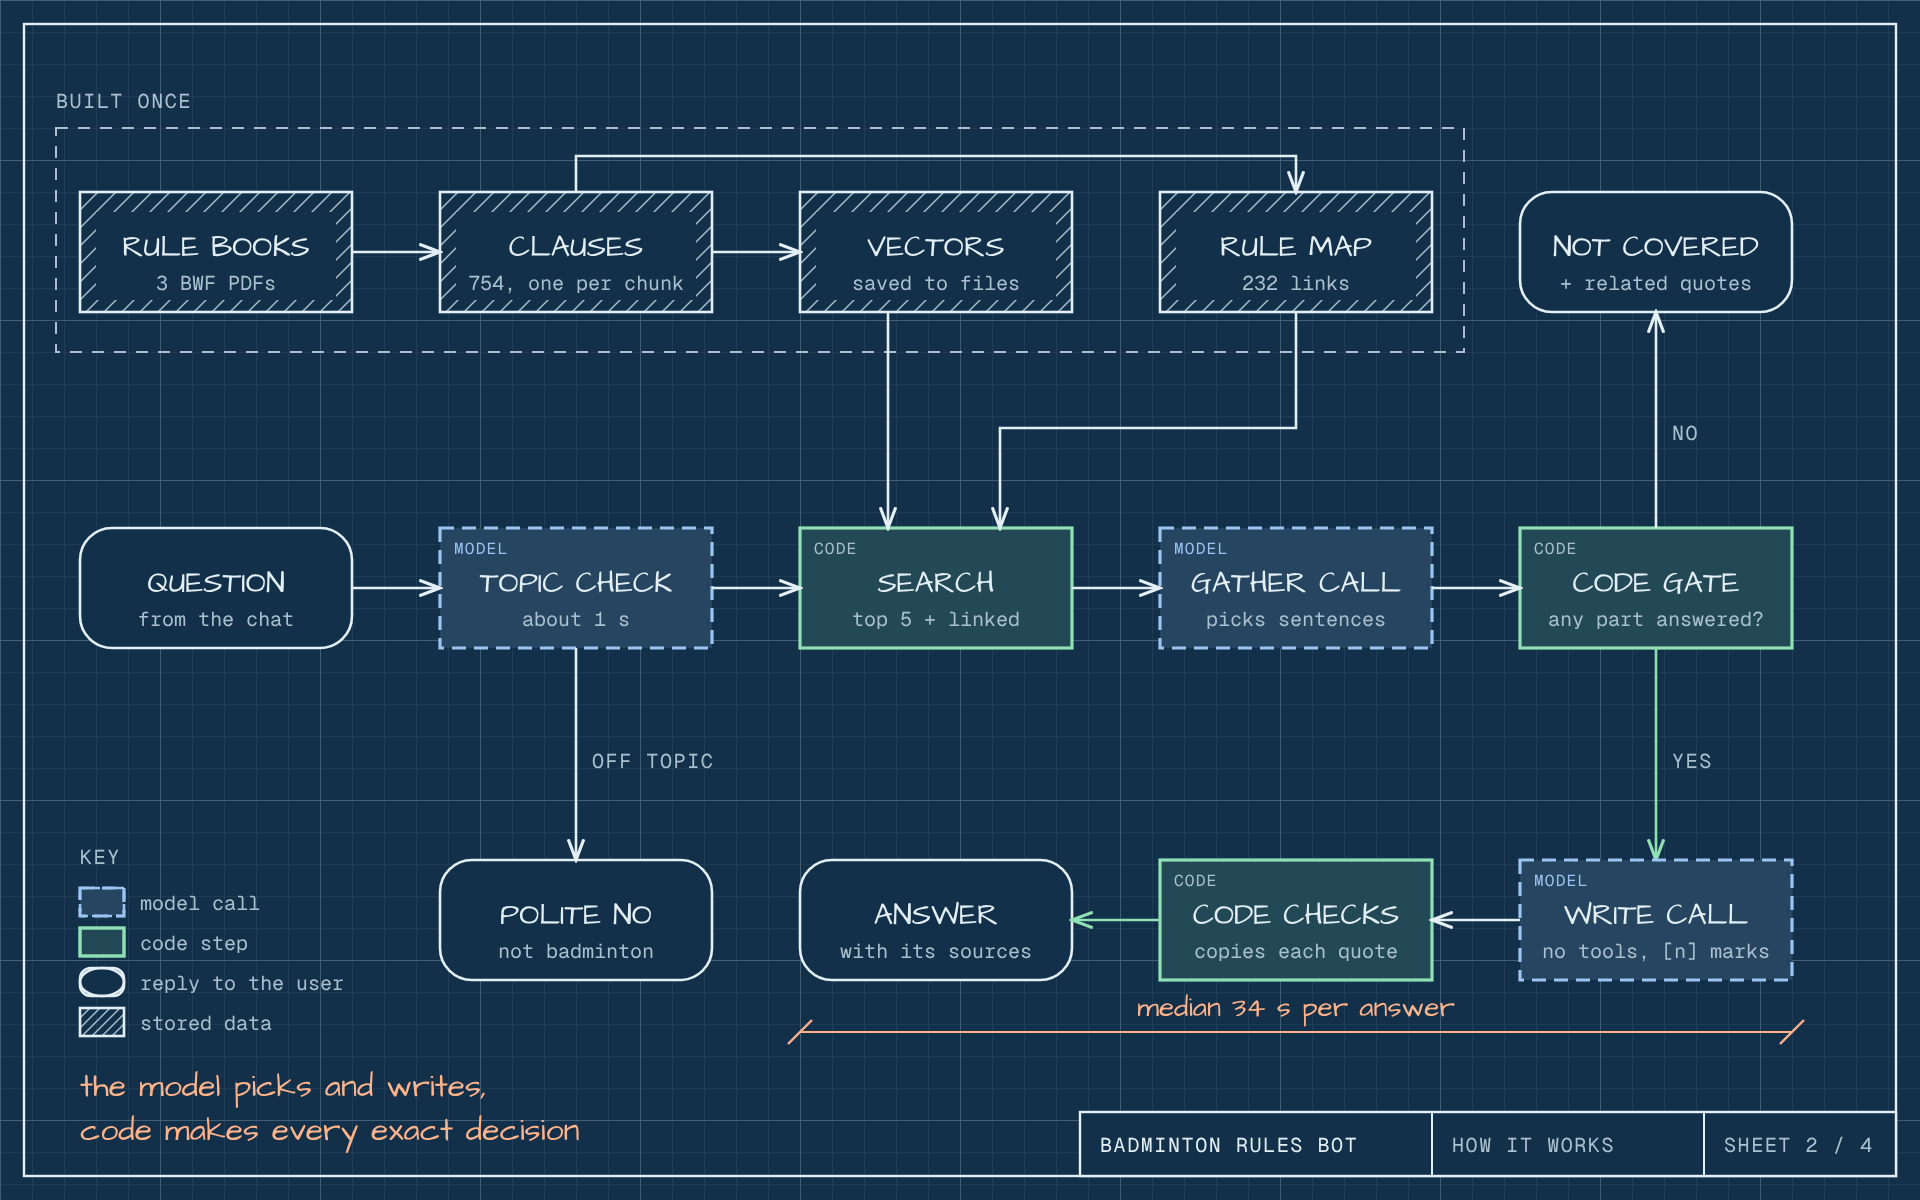 BUILT ONCE
RULE BOOKS
3 BWF PDFs
CLAUSES
754, one per chunk
VECTORS
saved to files
RULE MAP
232 links
NOT COVERED
+ related quotes
NO
QUESTION
from the chat
MODEL
TOPIC CHECK
about 1 s
CODE
SEARCH
top 5 + linked
MODEL
GATHER CALL
picks sentences
CODE
CODE GATE
any part answered?
OFF TOPIC
YES
KEY
model call
code step
reply to the user
stored data
POLITE NO
not badminton
ANSWER
with its sources
CODE
CODE CHECKS
copies each quote
MODEL
WRITE CALL
no tools, [n] marks
median 34 s per answer
the model picks and writes,
code makes every exact decision
BADMINTON RULES BOT
HOW IT WORKS
SHEET 2 / 4